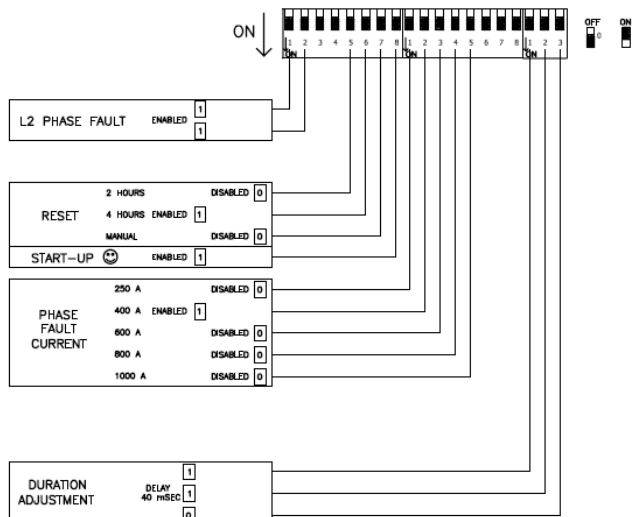 ON
1 2 3 4 5 6 7 8 1 2 3 4 5 6 7 8 1 2 3
ON ON ON
OFF ON
0
L2 PHASE FAULT ENABLED 1
1
RESET
2 HOURS DISABLED 0
4 HOURS ENABLED 1
MANUAL DISABLED 0
START-UP ENABLED 1
PHASE FAULT CURRENT
250 A DISABLED 0
400 A ENABLED 1
600 A DISABLED 0
800 A DISABLED 0
1000 A DISABLED 0
DURATION ADJUSTMENT
DELAY 40 mSEC
1
1
0